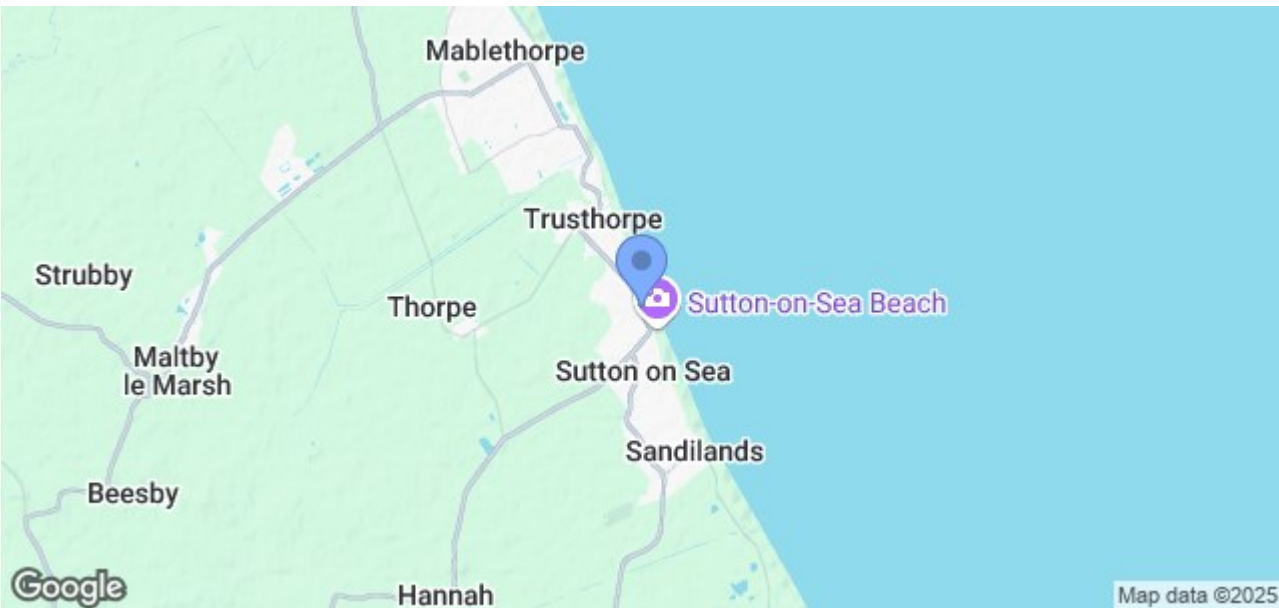 Mablethorpe
Trusthorpe
Strubby
Thorpe
Sutton-on-Sea Beach
Maltby
le Marsh
Sutton on Sea
Sandilands
Beesby
Hannah
Google
Map data ©2025